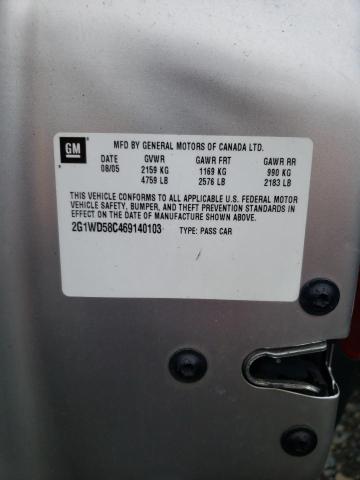 GM
MFD BY GENERAL MOTORS OF CANADA LTD.
DATE GVWR GAWR FRT GAWR RR
08/05 2159 KG 1169 KG 990 KG
4759 LB 2576 LB 2183 LB
THIS VEHICLE CONFORMS TO ALL APPLICABLE U.S. FEDERAL MOTOR
VEHICLE SAFETY, BUMPER, AND THEFT PREVENTION STANDARDS IN
EFFECT ON THE DATE OF MANUFACTURE SHOWN ABOVE.
2G1WD58C469140103 TYPE: PASS CAR